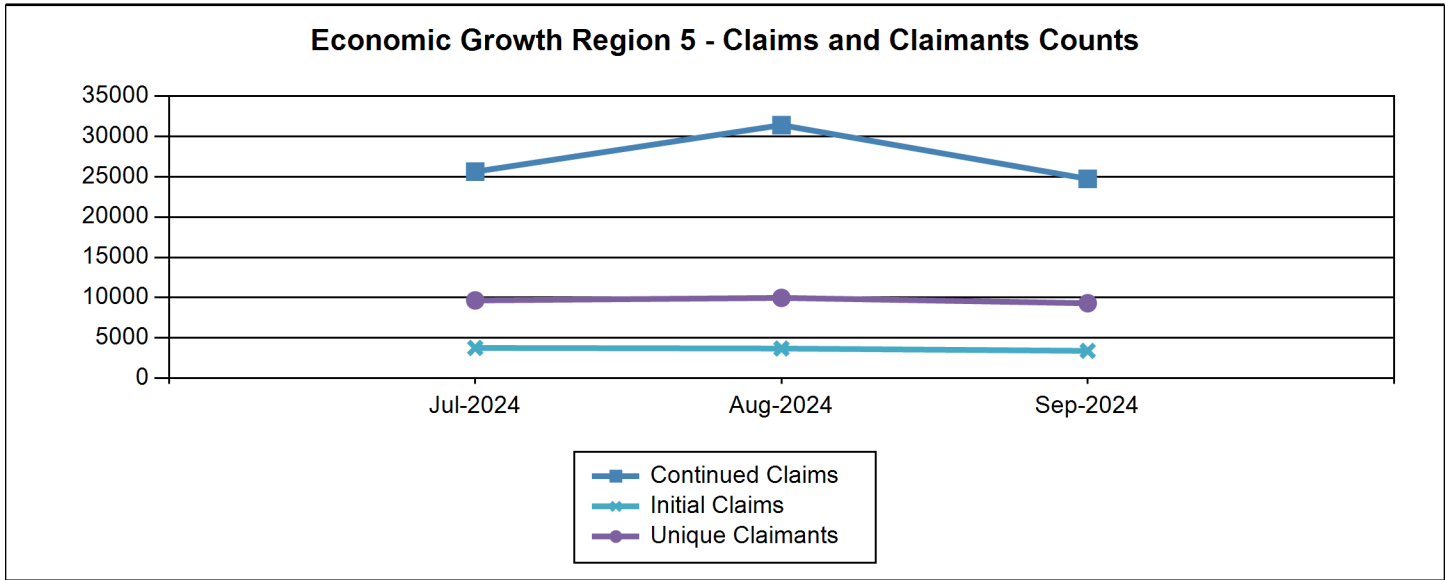 Economic Growth Region 5 - Claims and Claimants Counts
35000
30000
25000
20000
15000
10000
5000
0
Jul-2024 Aug-2024 Sep-2024
Continued Claims
Initial Claims
Unique Claimants